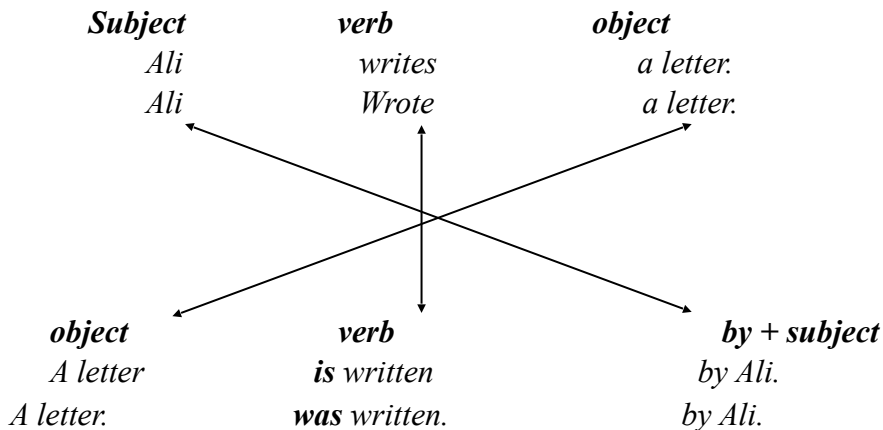 Subject verb object
Ali writes a letter.
Ali Wrote a letter.
object verb by + subject
A letter is written by Ali.
A letter. was written. by Ali.